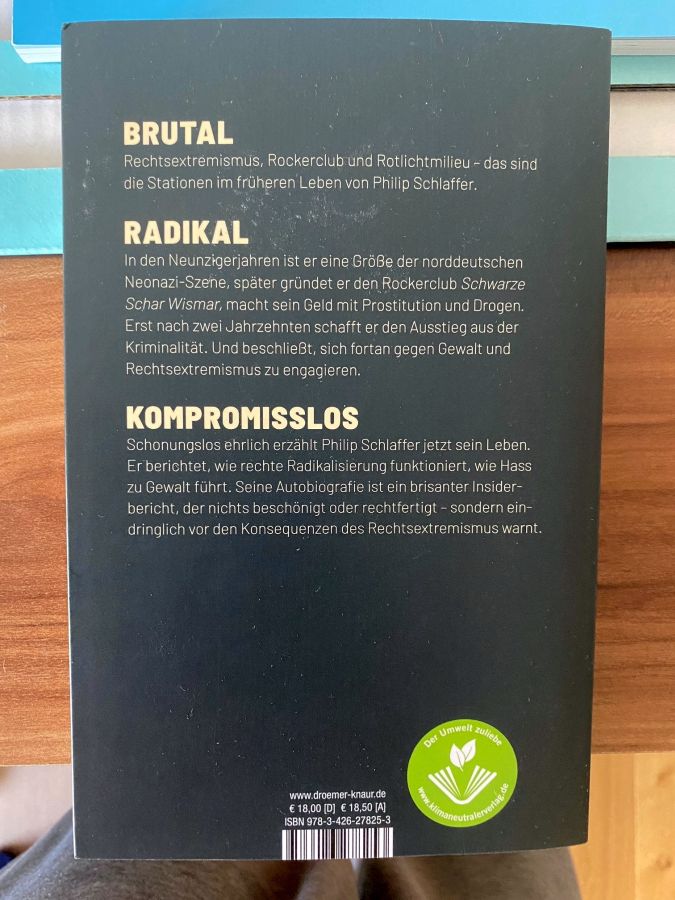 BRUTAL
Rechtsextremismus, Rockerclub und Rotlichtmilieu – das sind
die Stationen im früheren Leben von Philip Schlaffer.
RADIKAL
In den Neunzigerjahren ist er eine Größe der norddeutschen
Neonazi-Szene, später gründet er den Rockerclub Schwarze
Schar Wismar, macht sein Geld mit Prostitution und Drogen.
Erst nach zwei Jahrzehnten schafft er den Ausstieg aus der
Kriminalität. Und beschließt, sich fortan gegen Gewalt und
Rechtsextremismus zu engagieren.
KOMPROMISSLOS
Schonungslos ehrlich erzählt Philip Schlaffer jetzt sein Leben.
Er berichtet, wie rechte Radikalisierung funktioniert, wie Hass
zu Gewalt führt. Seine Autobiografie ist ein brisanter Insider-
bericht, der nichts beschönigt oder rechtfertigt – sondern ein-
dringlich vor den Konsequenzen des Rechtsextremismus warnt.
Der Umwelt zuliebe
www.klimaneutralerverlag.de
www.droemer-knaur.de
€ 18,00 [D] € 18,50 [A]
ISBN 978-3-426-27825-3